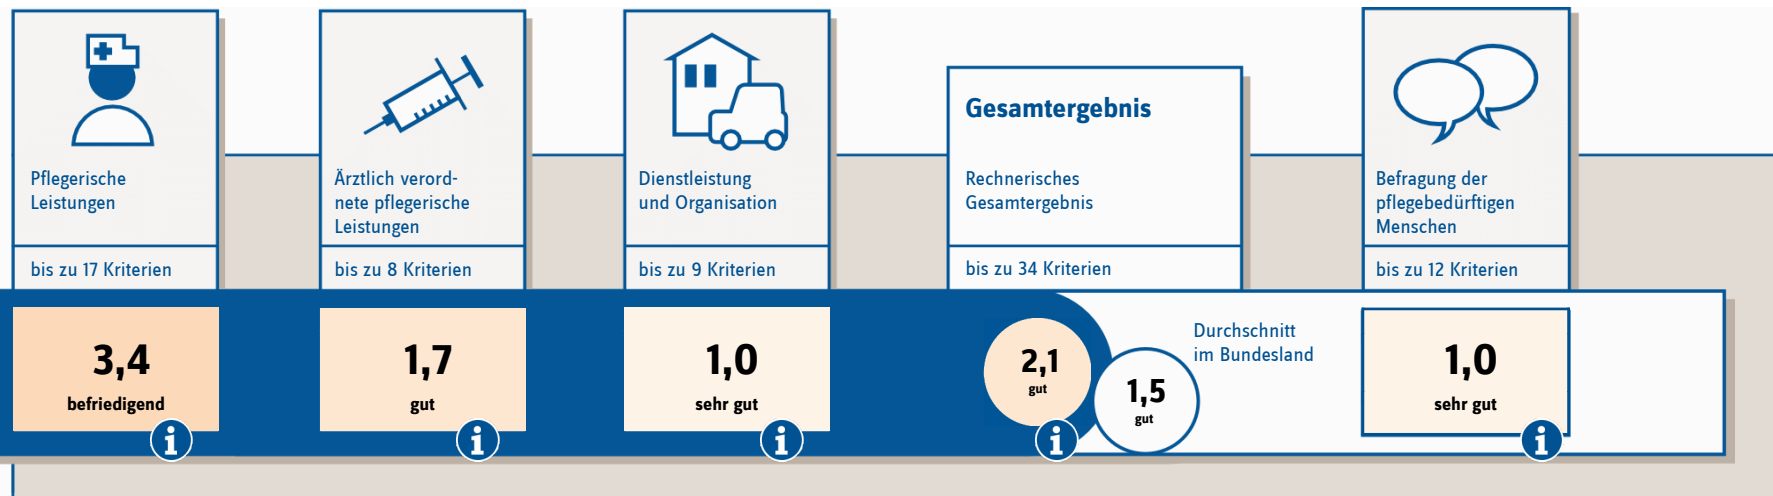 Pflegerische
Leistungen
bis zu 17 Kriterien
3,4
befriedigend
i
Ärztlich verord-
nete pflegerische
Leistungen
bis zu 8 Kriterien
1,7
gut
i
Dienstleistung
und Organisation
bis zu 9 Kriterien
1,0
sehr gut
i
Gesamtergebnis
Rechnerisches
Gesamtergebnis
bis zu 34 Kriterien
2,1
gut
i
1,5
gut
Durchschnitt
im Bundesland
Befragung der
pflegebedürftigen
Menschen
bis zu 12 Kriterien
1,0
sehr gut
i